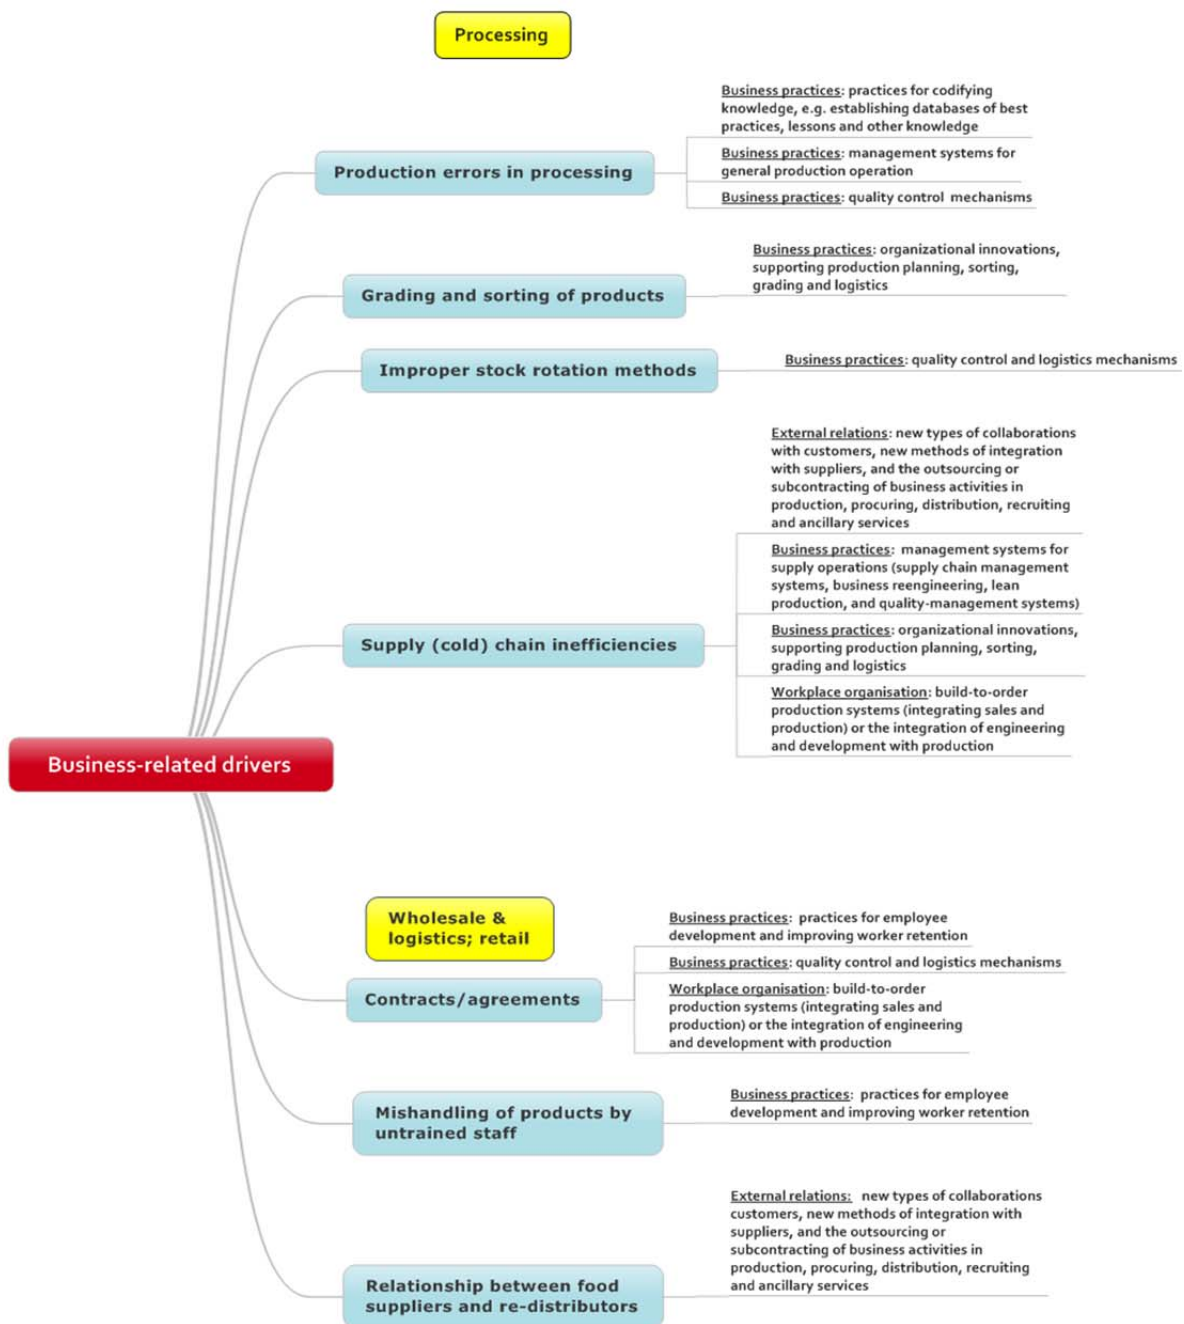 Processing
Business practices: practices for codifying
knowledge, e.g. establishing databases of best
practices, lessons and other knowledge
Production errors in processing
Business practices: management systems for
general production operation
Business practices: quality control  mechanisms
Business practices: organizational innovations,
supporting production planning, sorting,
grading and logistics
Grading and sorting of products
Improper stock rotation methods
Business practices: quality control and logistics mechanisms
External relations: new types of collaborations
with customers, new methods of integration
with suppliers, and the outsourcing or
subcontracting of business activities in
production, procuring, distribution, recruiting
and ancillary services
Business practices:  management systems for
supply operations (supply chain management
systems, business reengineering, lean
production, and quality-management systems)
Supply (cold) chain inefficiencies
Business practices: organizational innovations,
supporting production planning, sorting,
grading and logistics
Workplace organisation: build-to-order
production systems (integrating sales and
production) or the integration of engineering
and development with production
Business-related drivers
Wholesale &
logistics; retail
Business practices:  practices for employee
development and improving worker retention
Business practices: quality control and logistics mechanisms
Contracts/agreements
Workplace organisation: build-to-order
production systems (integrating sales and
production) or the integration of engineering
and development with production
Mishandling of products by
untrained staff
Business practices:  practices for employee
development and improving worker retention
External relations:  new types of collaborations
customers, new methods of integration with
suppliers, and the outsourcing or
subcontracting of business activities in
production, procuring, distribution, recruiting
and ancillary services
Relationship between food
suppliers and re-distributors